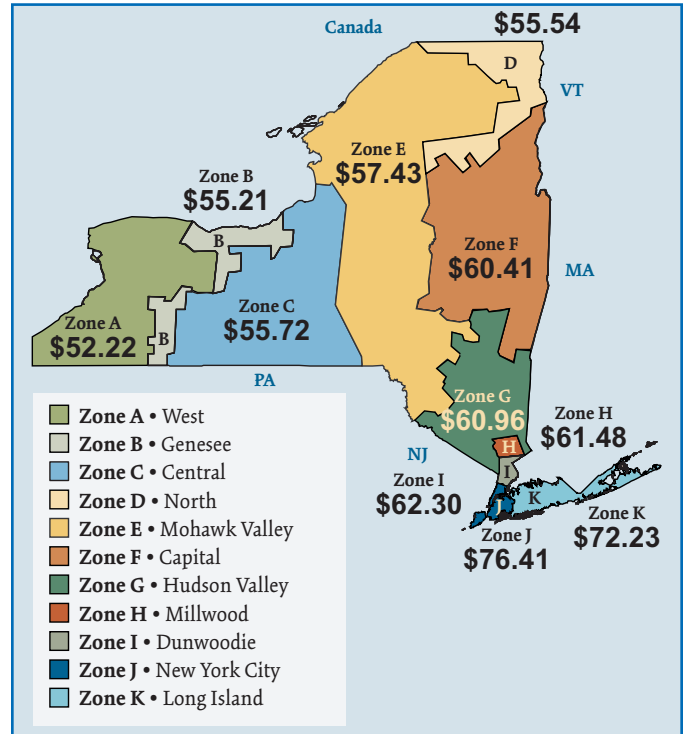 $55.54
Canada
D
VT
Zone E
$57.43
Zone B
$55.21
B
Zone F
$60.41
MA
Zone C
$55.72
Zone A
$52.22
B
PA
Zone G
$60.96
Zone H
$61.48
H
NJ
I
Zone I
$62.30
J
K
Zone K
$72.23
Zone J
$76.41
Zone A • West
Zone B • Genesee
Zone C • Central
Zone D • North
Zone E • Mohawk Valley
Zone F • Capital
Zone G • Hudson Valley
Zone H • Millwood
Zone I • Dunwoodie
Zone J • New York City
Zone K • Long Island